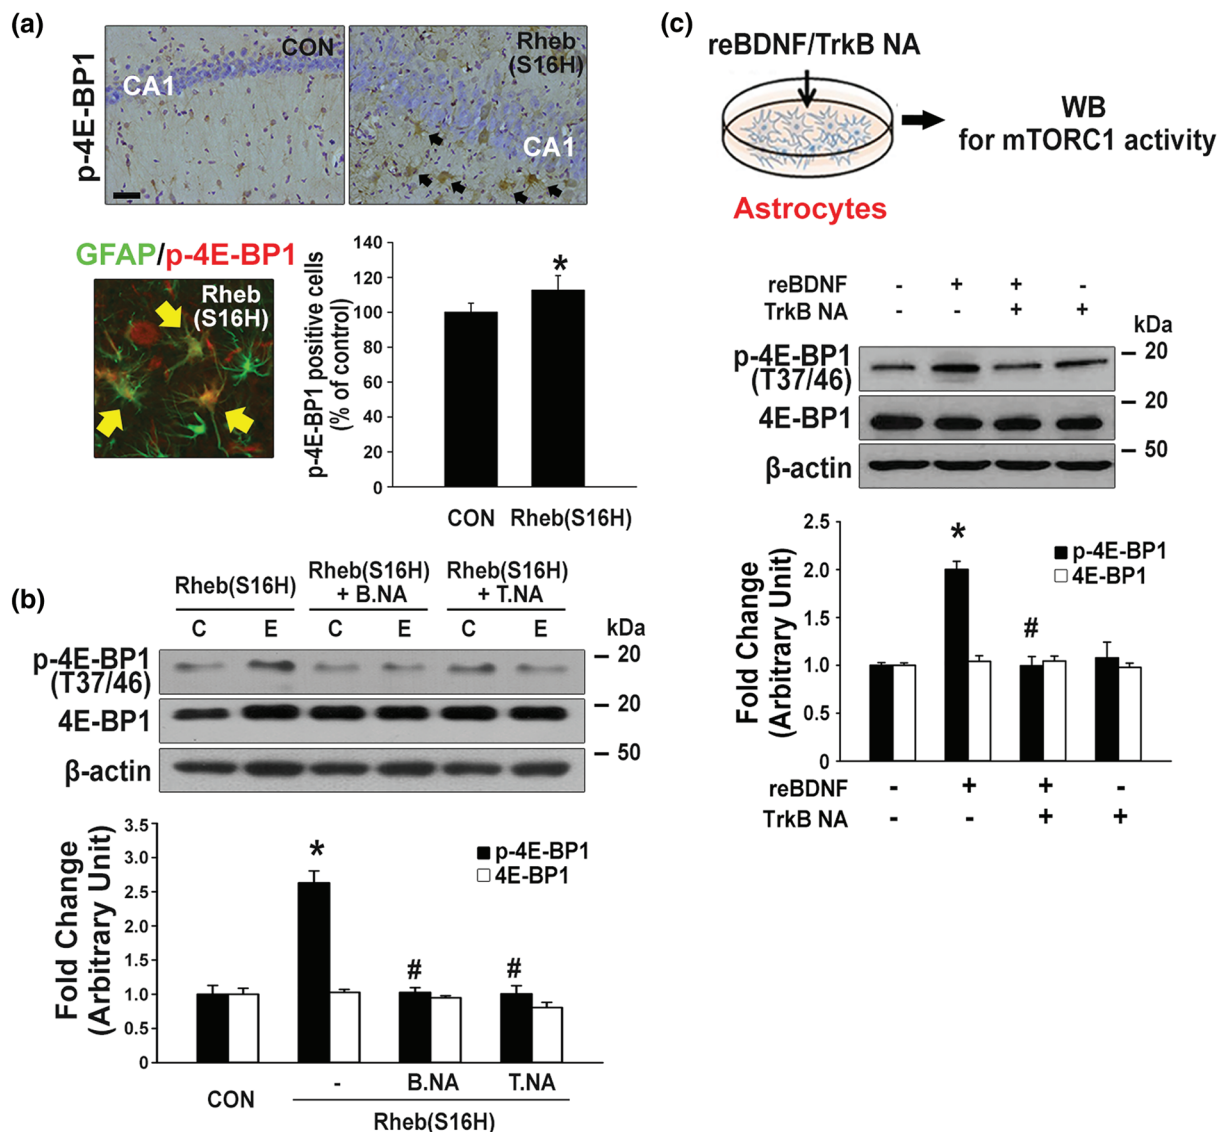 (a)
p-4E-BP1
CON
CA1
Rheb
(S16H)
CA1
GFAP/p-4E-BP1
Rheb
(S16H)
p-4E-BP1 positive cells
(% of control)
140
120
100
80
60
40
20
0
*
CON Rheb(S16H)
(b)
Rheb(S16H)
Rheb(S16H)
+ B.NA
Rheb(S16H)
+ T.NA
C E C E C E kDa
p-4E-BP1
(T37/46)
– 20
4E-BP1
– 20
β-actin
– 50
Fold Change
(Arbitrary Unit)
3.5
3.0
2.5
2.0
1.5
1.0
0.5
0
p-4E-BP1
4E-BP1
* # #
CON
- B.NA T.NA
Rheb(S16H)
(c)
reBDNF/TrkB NA
WB
for mTORC1 activity
Astrocytes
reBDNF - + + -
TrkB NA - - + +
kDa
p-4E-BP1
(T37/46)
– 20
4E-BP1
– 20
β-actin
– 50
Fold Change
(Arbitrary Unit)
2.5
2.0
1.5
1.0
0.5
0
p-4E-BP1
4E-BP1
* #
reBDNF - + + -
TrkB NA - - + +